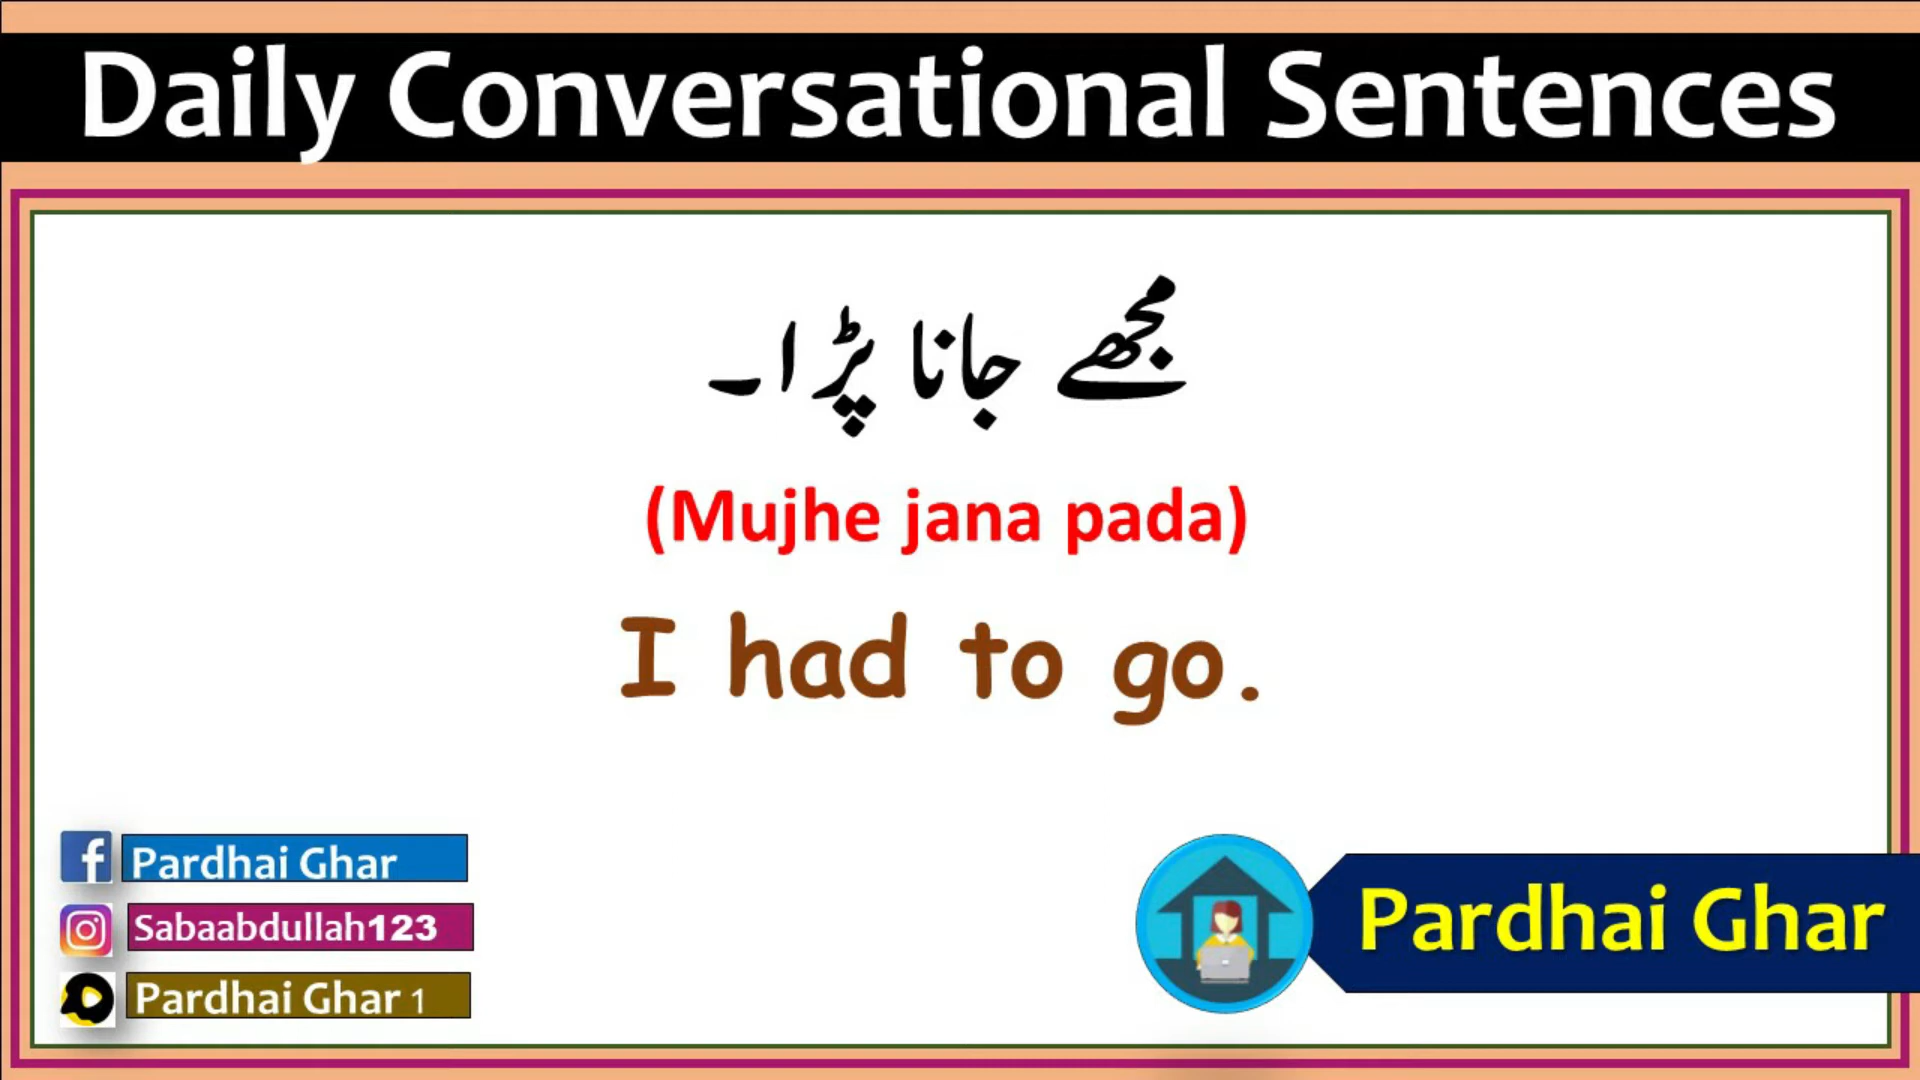 Daily Conversational Sentences
مجھے جانا پڑا۔
(Mujhe jana pada)
I had to go.
Pardhai Ghar
Sabaabdullah123
Pardhai Ghar 1
Pardhai Ghar